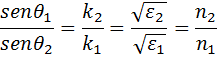 senθ₁/senθ₂ = k₂/k₁ = √ε₂/√ε₁ = n₂/n₁